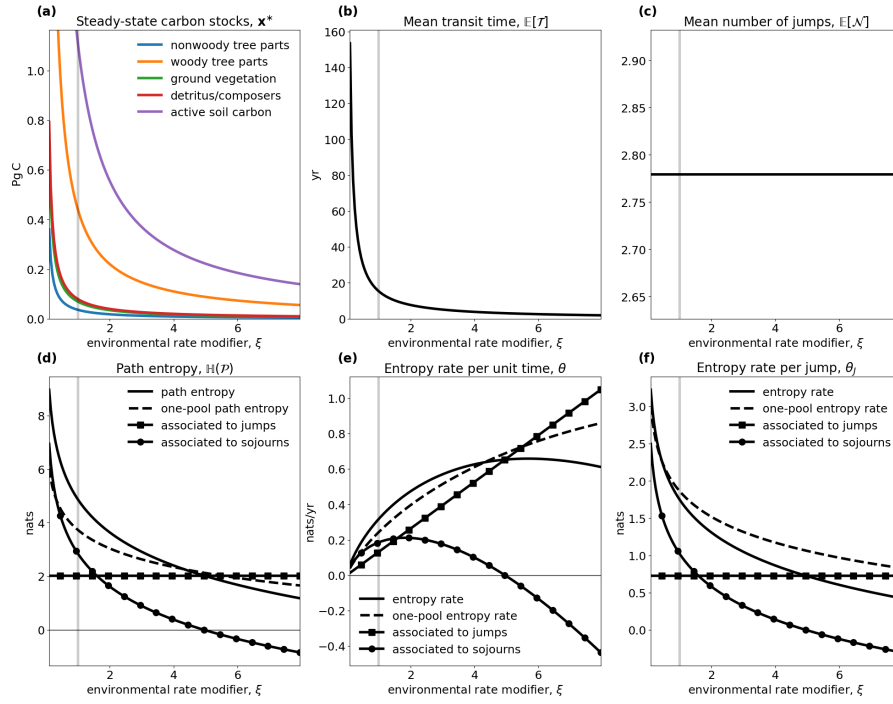 (a) Steady-state carbon stocks, x*
nonwoody tree parts
woody tree parts
ground vegetation
detritus/composers
active soil carbon
Pg C
1.0
0.8
0.6
0.4
0.2
0.0
2 4 6
environmental rate modifier, ξ
(b) Mean transit time, 𝔼[𝒯]
yr
160
140
120
100
80
60
40
20
0
2 4 6
environmental rate modifier, ξ
(c) Mean number of jumps, 𝔼[𝒩]
2.90
2.85
2.80
2.75
2.70
2.65
2 4 6
environmental rate modifier, ξ
(d) Path entropy, ℍ(𝒫)
path entropy
one-pool path entropy
associated to jumps
associated to sojourns
nats
8
6
4
2
0
2 4 6
environmental rate modifier, ξ
(e) Entropy rate per unit time, θ
nats/yr
1.0
0.8
0.6
0.4
0.2
0.0
−0.2
−0.4
entropy rate
one-pool entropy rate
associated to jumps
associated to sojourns
2 4 6
environmental rate modifier, ξ
(f) Entropy rate per jump, θJ
entropy rate
one-pool entropy rate
associated to jumps
associated to sojourns
nats
3.0
2.5
2.0
1.5
1.0
0.5
0.0
2 4 6
environmental rate modifier, ξ